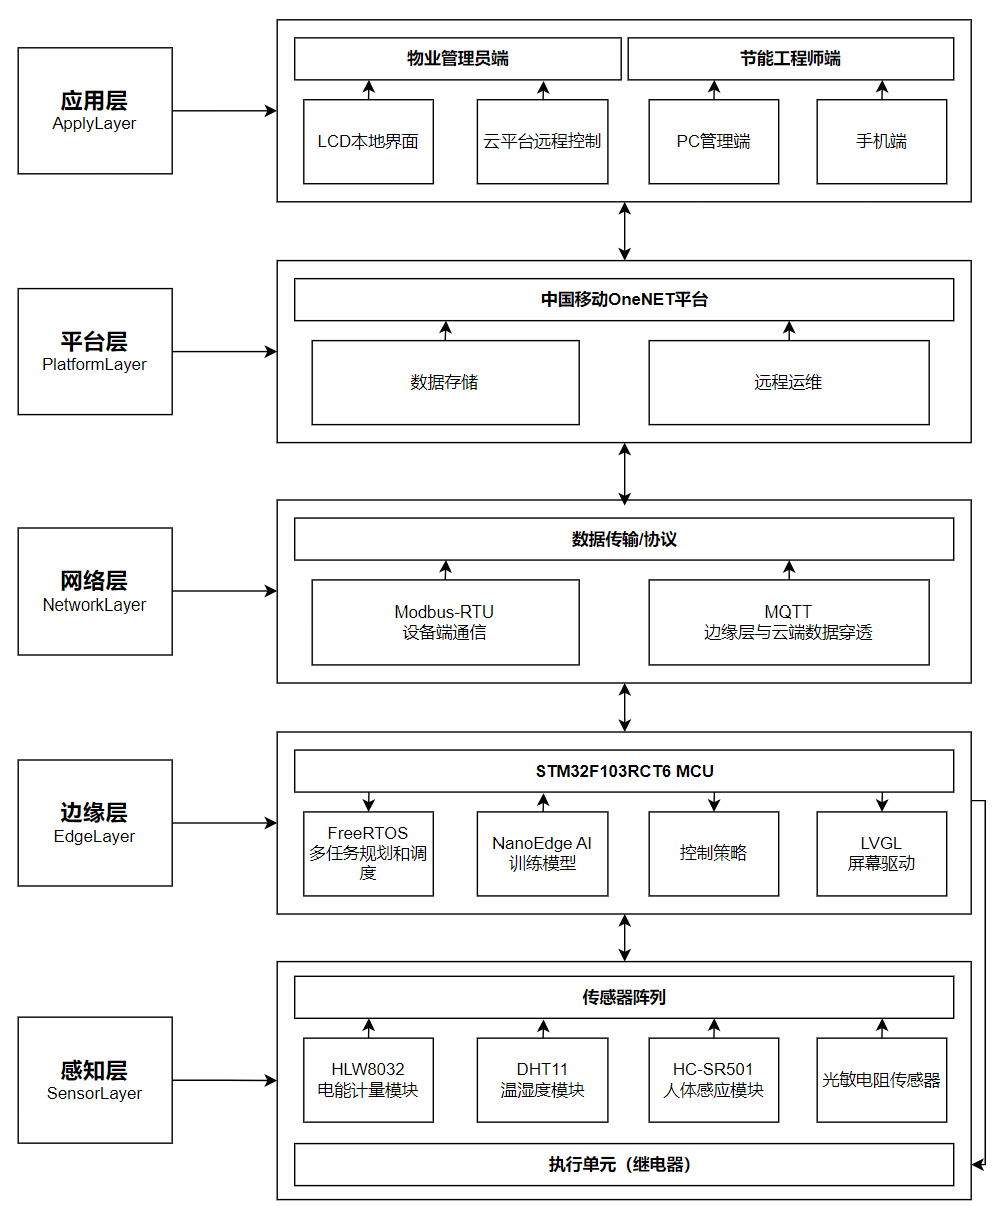 应用层
ApplyLayer
物业管理员端
节能工程师端
LCD本地界面
云平台远程控制
PC管理端
手机端
平台层
PlatformLayer
中国移动OneNET平台
数据存储
远程运维
网络层
NetworkLayer
数据传输/协议
Modbus-RTU
设备端通信
MQTT
边缘层与云端数据穿透
边缘层
EdgeLayer
STM32F103RCT6 MCU
FreeRTOS
多任务规划和调
度
NanoEdge AI
训练模型
控制策略
LVGL
屏幕驱动
感知层
SensorLayer
传感器阵列
HLW8032
电能计量模块
DHT11
温湿度模块
HC-SR501
人体感应模块
光敏电阻传感器
执行单元（继电器）